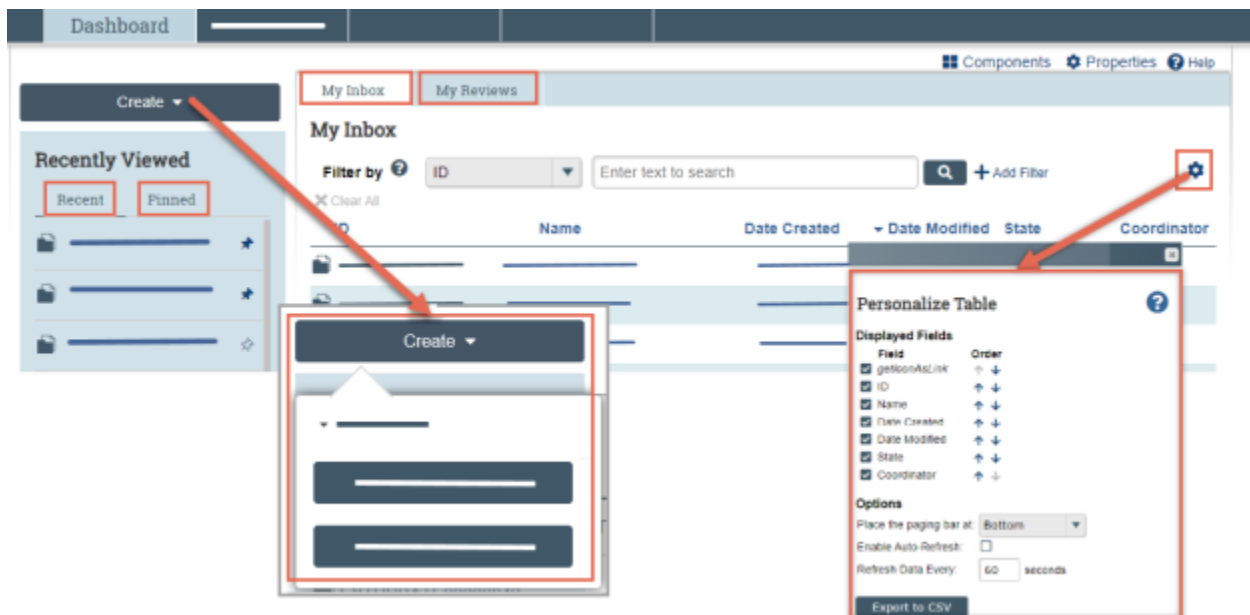 Dashboard
Components Properties Help
Create
My Inbox My Reviews
My Inbox
Recently Viewed
Filter by ID Enter text to search Add Filter
Recent Pinned
Clear All
ID Name Date Created Date Modified State Coordinator
Create
Personalize Table
Displayed Fields
Field Order
getIconAsLink
ID
Name
Date Created
Date Modified
State
Coordinator
Options
Place the paging bar at: Bottom
Enable Auto-Refresh:
Refresh Data Every: 60 seconds
Export to CSV